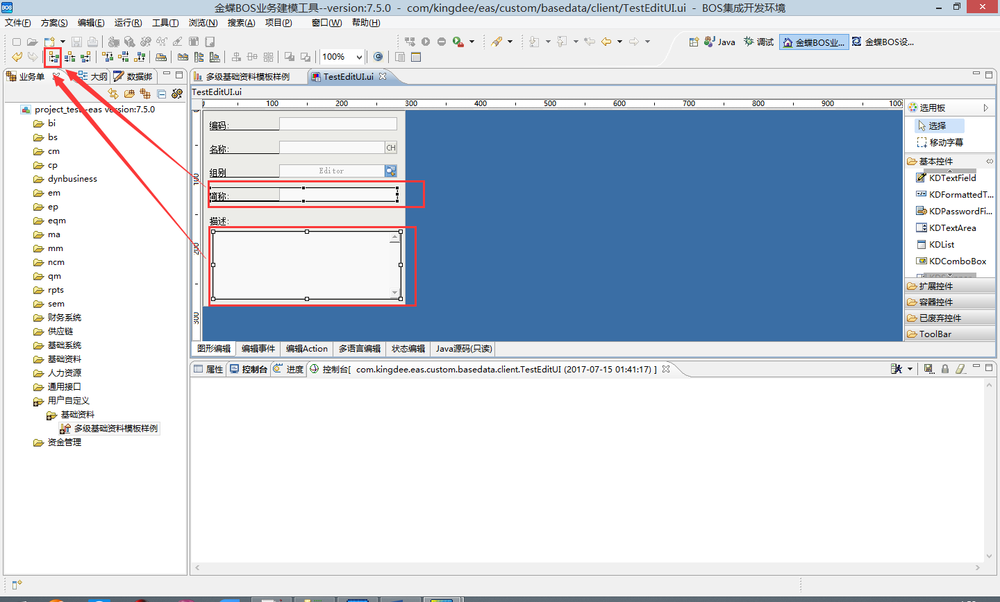 BOS
金蝶BOS业务建模工具--version:7.5.0 - com/kingdee/eas/custom/basedata/client/TestEditUI.ui - BOS集成开发环境
文件(F) 方案(S) 编辑(E) 运行(R) 工具(T) 浏览(N) 搜索(A) 项目(P) 窗口(W) 帮助(H)
Java 调试 金蝶BOS业... 金蝶BOS设...
100%
业务单 大纲 数据绑
多级基础资料模板样例 TestEditUI.ui
TestEditUI.ui
0 100 200 300 400 500 600 700 800 900 100
100
200
300
project_test -eas version:7.5.0
bi
bs
cm
cp
dynbusiness
em
ep
eqm
ma
mm
ncm
qm
rpts
sem
财务系统
供应链
基础系统
基础资料
人力资源
通用接口
用户自定义
基础资料
多级基础资料模板样例
资金管理
编码:
名称: CH
组别 Editor
简称:
描述:
选用板
选择
移动字幕
基本控件
KDTextField
KDFormattedT...
KDPasswordFi...
KDTextArea
KDList
KDComboBox
扩展控件
容器控件
已废弃控件
ToolBar
图形编辑 编辑事件 编辑Action 多语言编辑 状态编辑 Java源码(只读)
属性 控制台 进度 控制台[ com.kingdee.eas.custom.basedata.client.TestEditUI (2017-07-15 01:41:17) ]